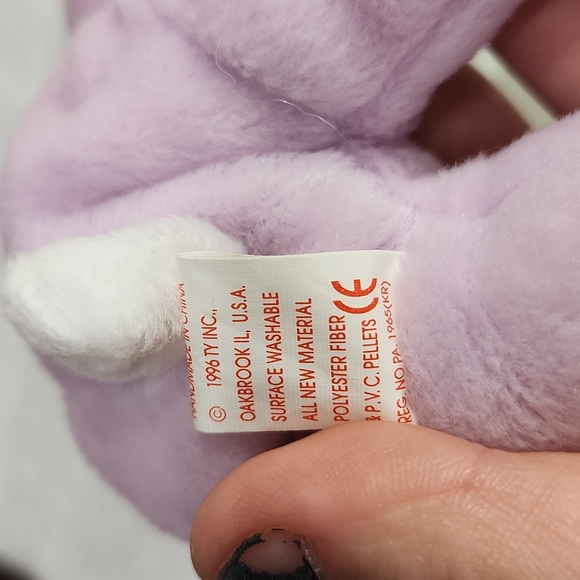 HANDMADE IN CHINA
© 1996 TY INC.,
OAKBROOK IL, U.S.A.
SURFACE WASHABLE
ALL NEW MATERIAL
POLYESTER FIBER
& P.V.C. PELLETS CE
REG. NO PA. 1965(KR)